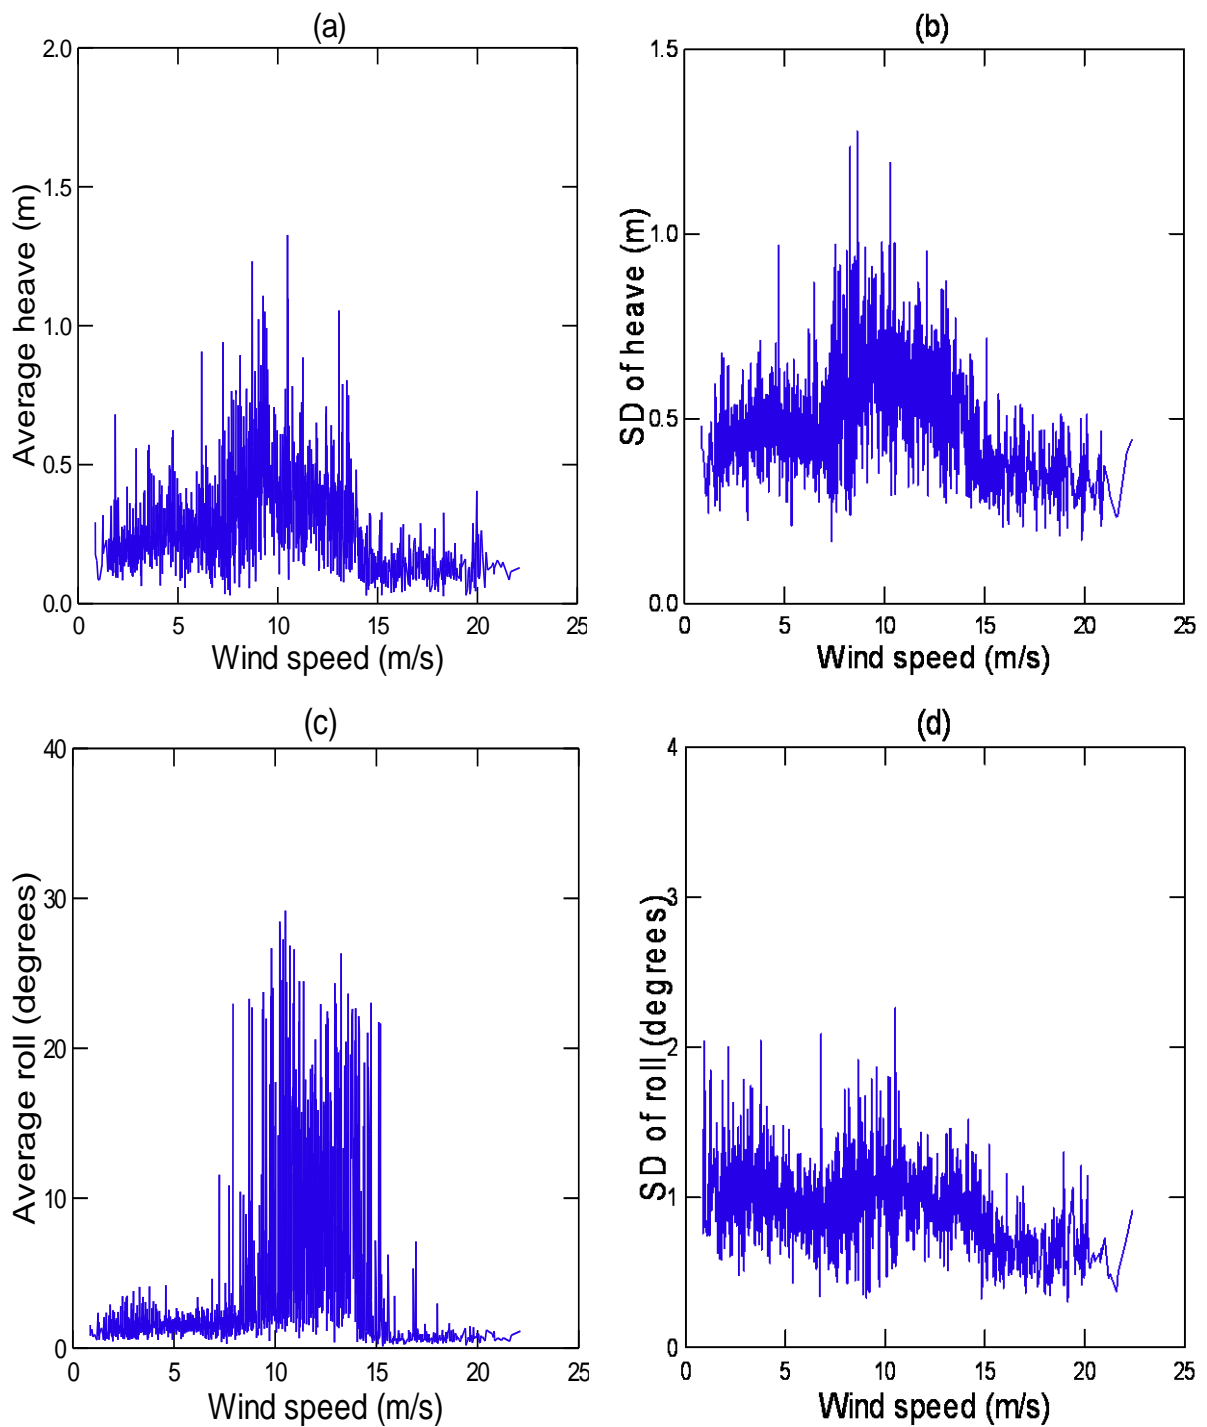 (a)
2.0
1.5
1.0
0.5
0.0
0 5 10 15 20 25
Average heave (m)
Wind speed (m/s)
(b)
1.5
1.0
0.5
0.0
0 5 10 15 20 25
SD of heave (m)
Wind speed (m/s)
(c)
40
30
20
10
0
0 5 10 15 20 25
Average roll (degrees)
Wind speed (m/s)
(d)
4
3
2
1
0
0 5 10 15 20 25
SD of roll (degrees)
Wind speed (m/s)